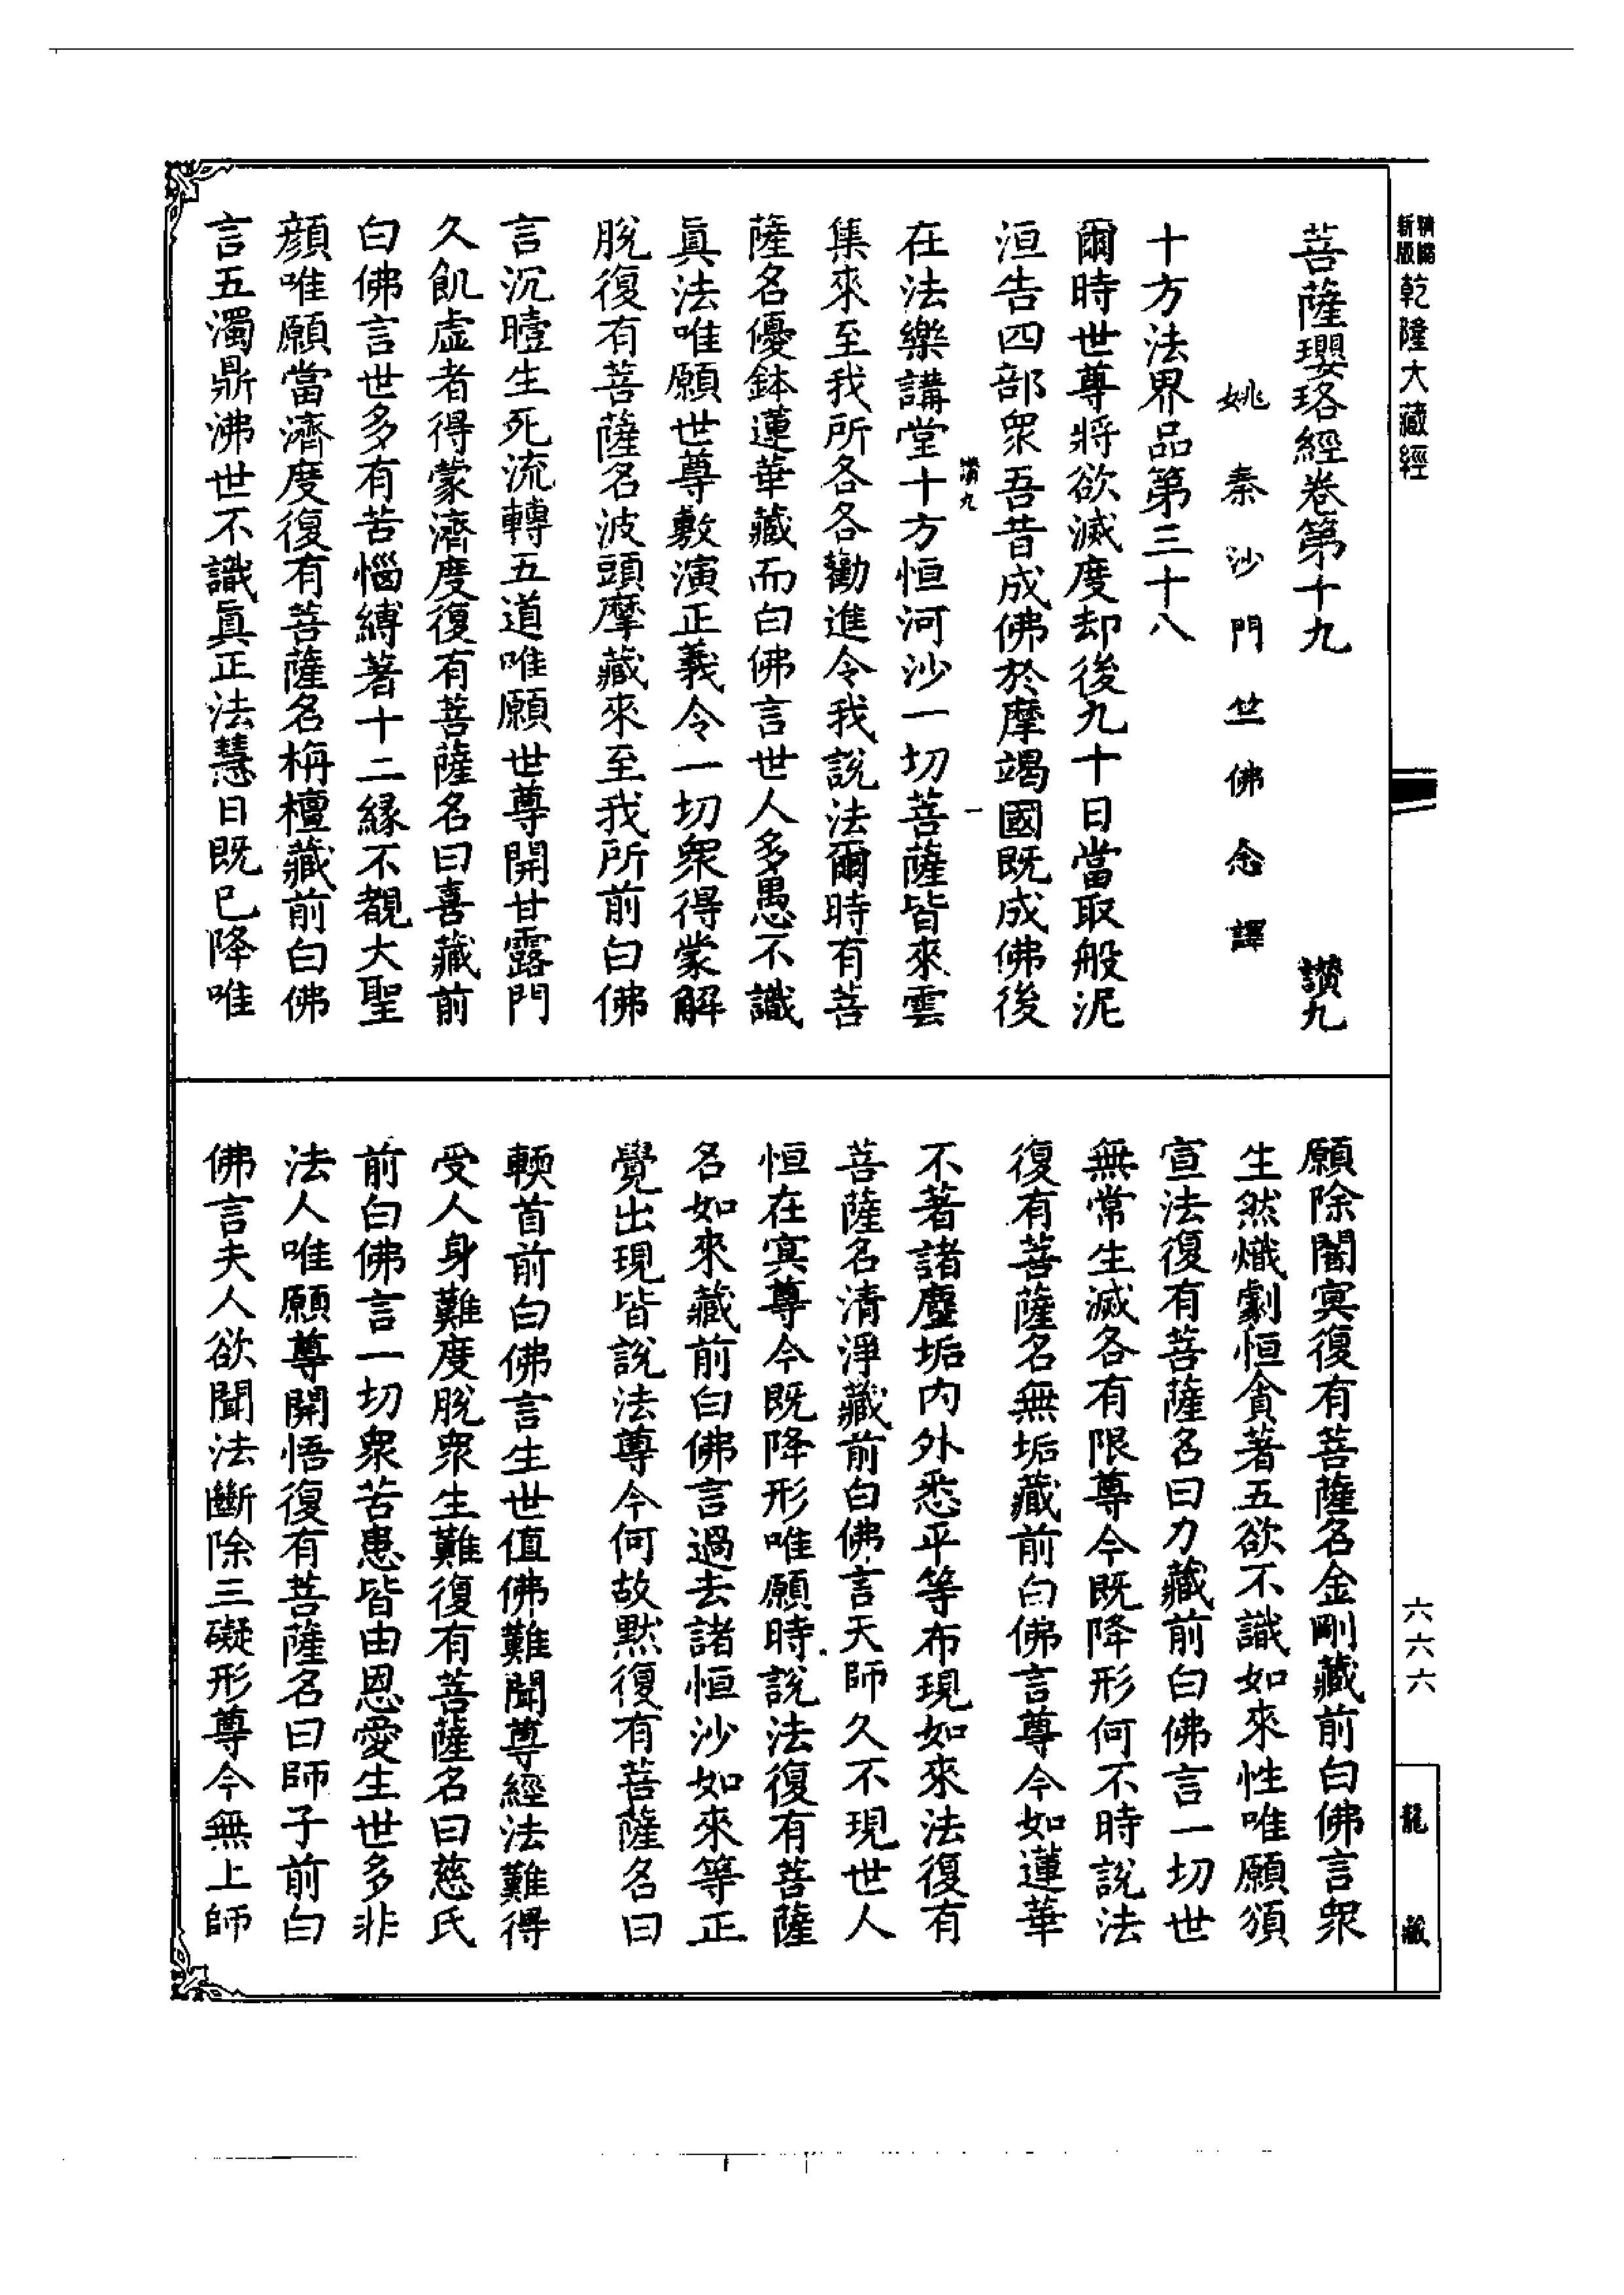 新版
精縮
乾隆大藏經
六六六
龍藏
菩薩瓔珞經卷第十九 讚九
姚秦沙門竺佛念譯
十方法界品第三十八
爾時世尊將欲滅度却後九十日當取般泥
洹告四部衆吾昔成佛於摩竭國既成佛後
讚九 一
在法樂講堂十方恒河沙一切菩薩皆來雲
集來至我所各各勸進令我說法爾時有菩
薩名優鉢蓮華藏而白佛言世人多愚不識
眞法唯願世尊敷演正義令一切衆得蒙解
脫復有菩薩名波頭摩藏來至我所前白佛
言沉曀生死流轉五道唯願世尊開甘露門
久飢虛者得蒙濟度復有菩薩名曰喜藏前
白佛言世多有苦惱縛著十二緣不覩大聖
顏唯願當濟度復有菩薩名栴檀藏前白佛
言五濁鼎沸世不識眞正法慧日既已降唯
願除闇冥復有菩薩名金剛藏前白佛言衆
生然熾劇恒貪著五欲不識如來性唯願頒
宣法復有菩薩名曰力藏前白佛言一切世
無常生滅各有限尊今既降形何不時說法
復有菩薩名無垢藏前白佛言尊今如蓮華
不著諸塵垢內外悉平等布現如來法復有
菩薩名清淨藏前白佛言天師久不現世人
恒在冥尊今既降形唯願時說法復有菩薩
名如來藏前白佛言過去諸恒沙如來等正
覺出現皆說法尊今何故默復有菩薩名曰
輭首前白佛言生世值佛難聞尊經法難得
受人身難度脫衆生難復有菩薩名曰慈氏
前白佛言一切衆苦患皆由恩愛生世多非
法人唯願尊開悟復有菩薩名曰師子前白
佛言夫人欲聞法斷除三礙形尊今無上師